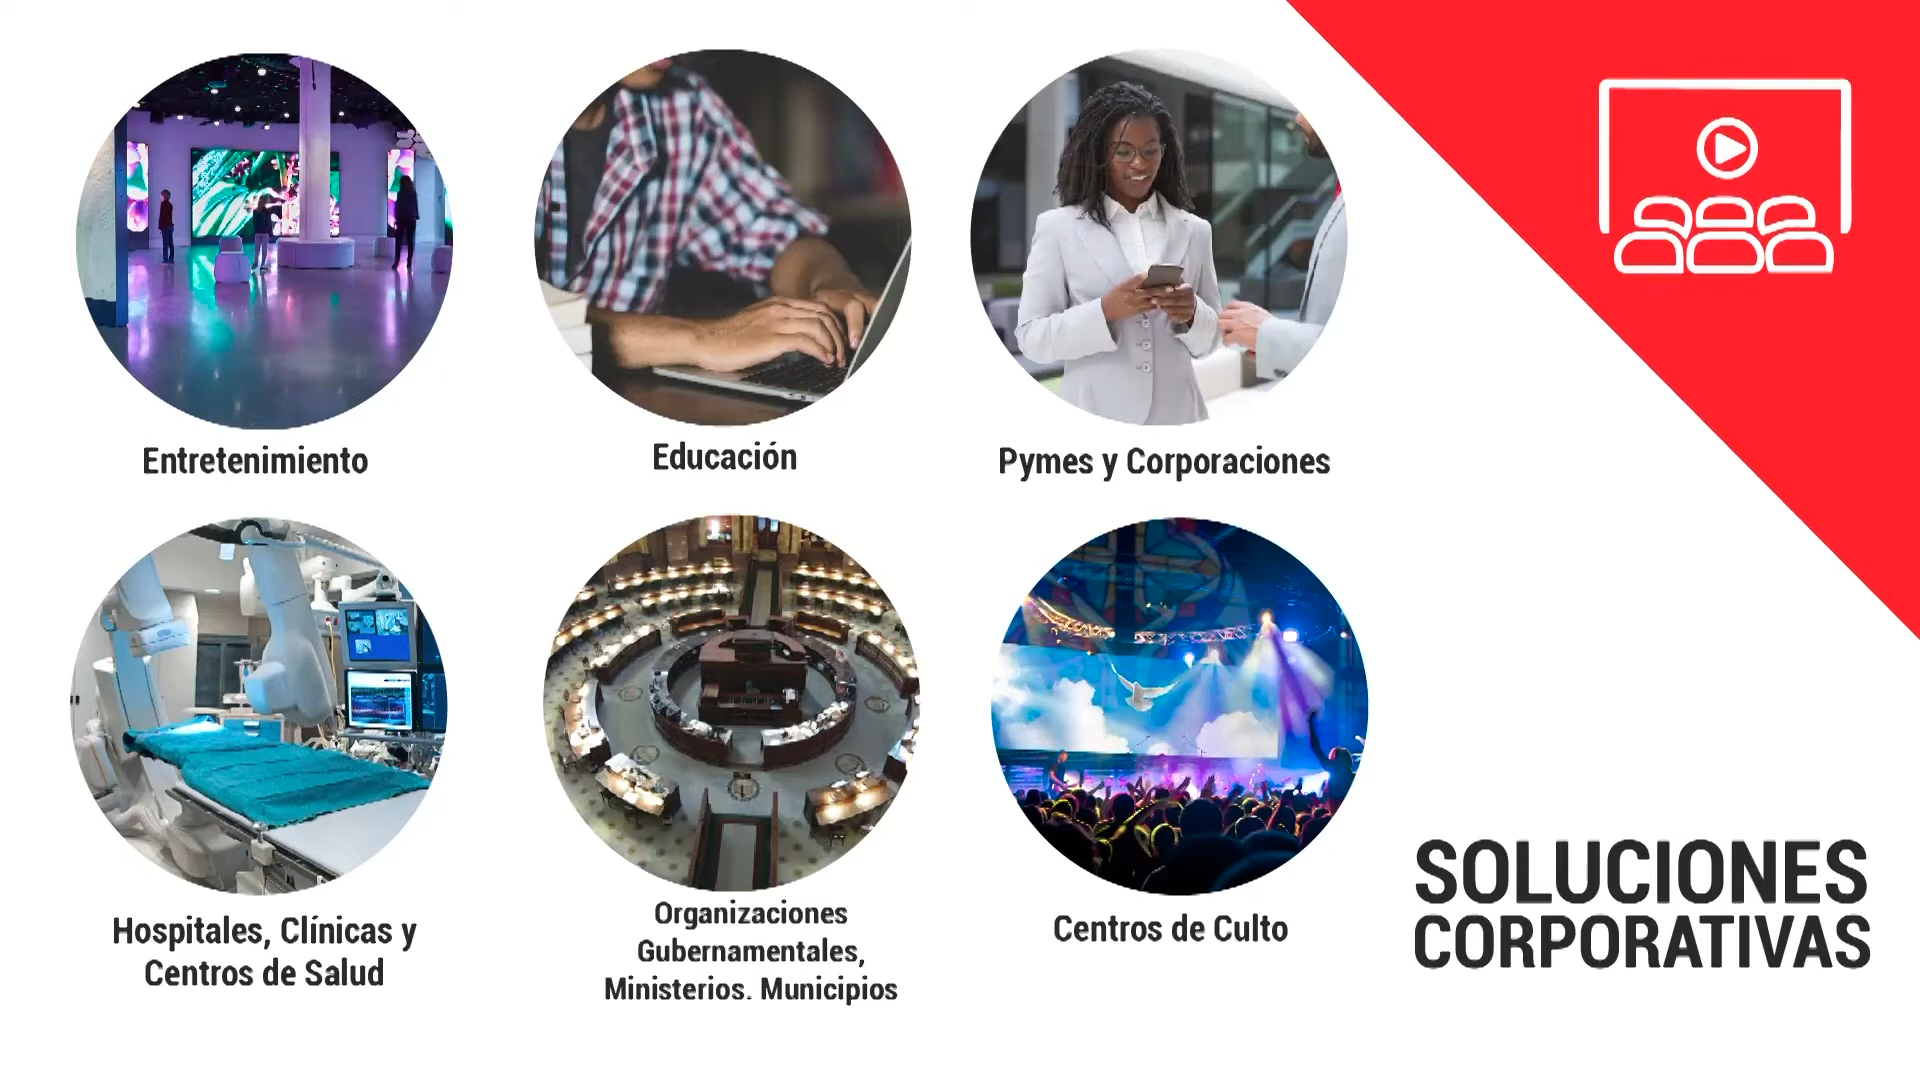 Entretenimiento
Educación
Pymes y Corporaciones
Hospitales, Clínicas y
Centros de Salud
Organizaciones
Gubernamentales,
Ministerios. Municipios
Centros de Culto
SOLUCIONES
CORPORATIVAS